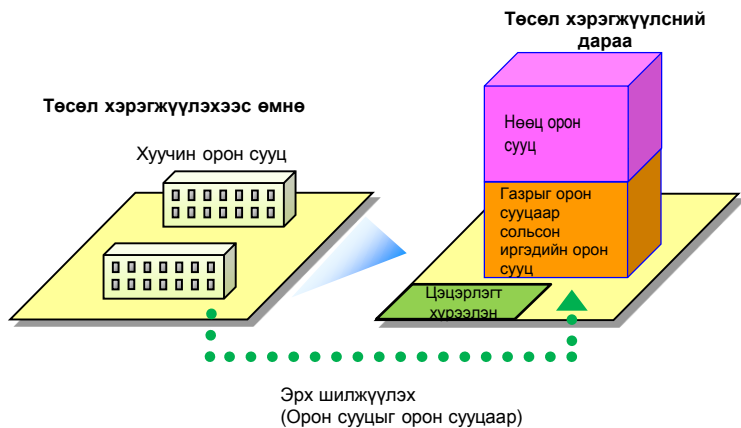 Төсөл хэрэгжүүлэхээс өмнө
Хуучин орон сууц
Төсөл хэрэгжүүлсний
дараа
Нөөц орон
сууц
Газрыг орон
сууцаар
сольсон
иргэдийн орон
сууц
Цэцэрлэгт
хүрээлэн
Эрх шилжүүлэх
(Орон сууцыг орон сууцаар)